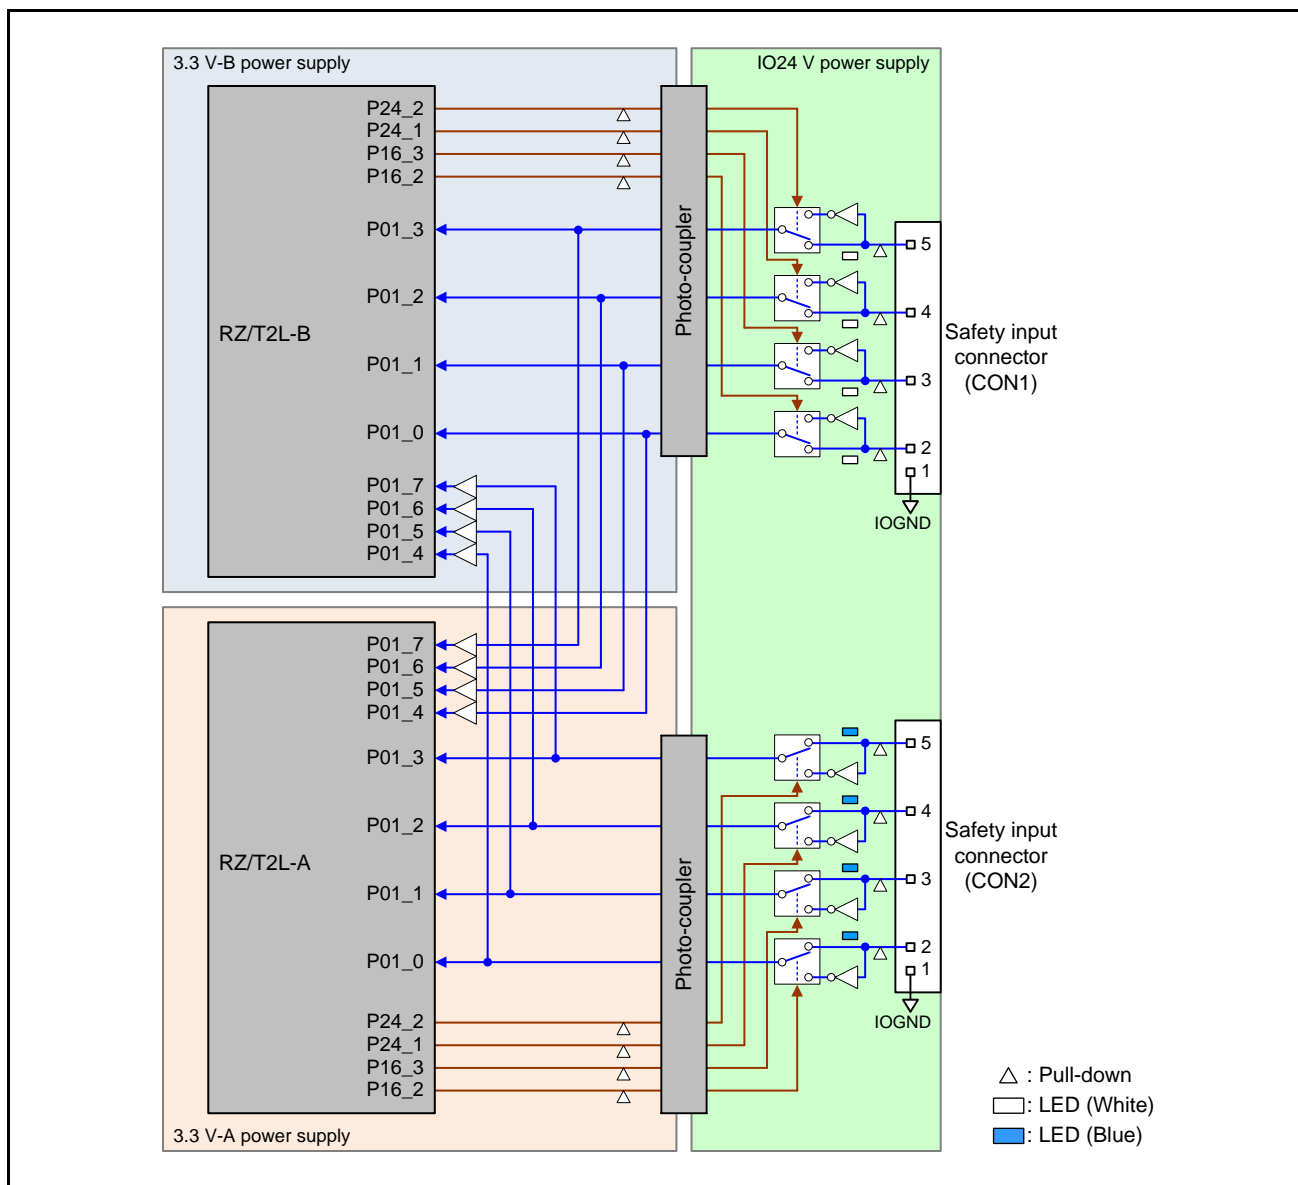 3.3 V-B power supply
IO24 V power supply
P24_2
P24_1
P16_3
P16_2
P01_3
P01_2
P01_1
P01_0
P01_7
P01_6
P01_5
P01_4
RZ/T2L-B
Photo-coupler
5
4
3
2
1
IOGND
Safety input
connector
(CON1)
P01_7
P01_6
P01_5
P01_4
P01_3
P01_2
P01_1
P01_0
P24_2
P24_1
P16_3
P16_2
RZ/T2L-A
Photo-coupler
5
4
3
2
1
IOGND
Safety input
connector
(CON2)
3.3 V-A power supply
: Pull-down
: LED (White)
: LED (Blue)